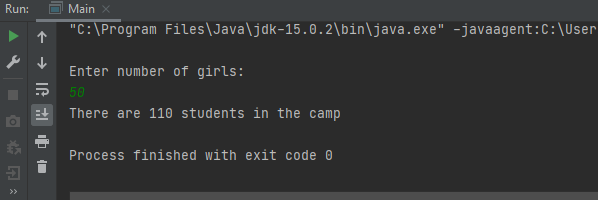 Run: Main ×
"C:\Program Files\Java\jdk-15.0.2\bin\java.exe" -javaagent:C:\User
Enter number of girls:
50
There are 110 students in the camp
Process finished with exit code 0